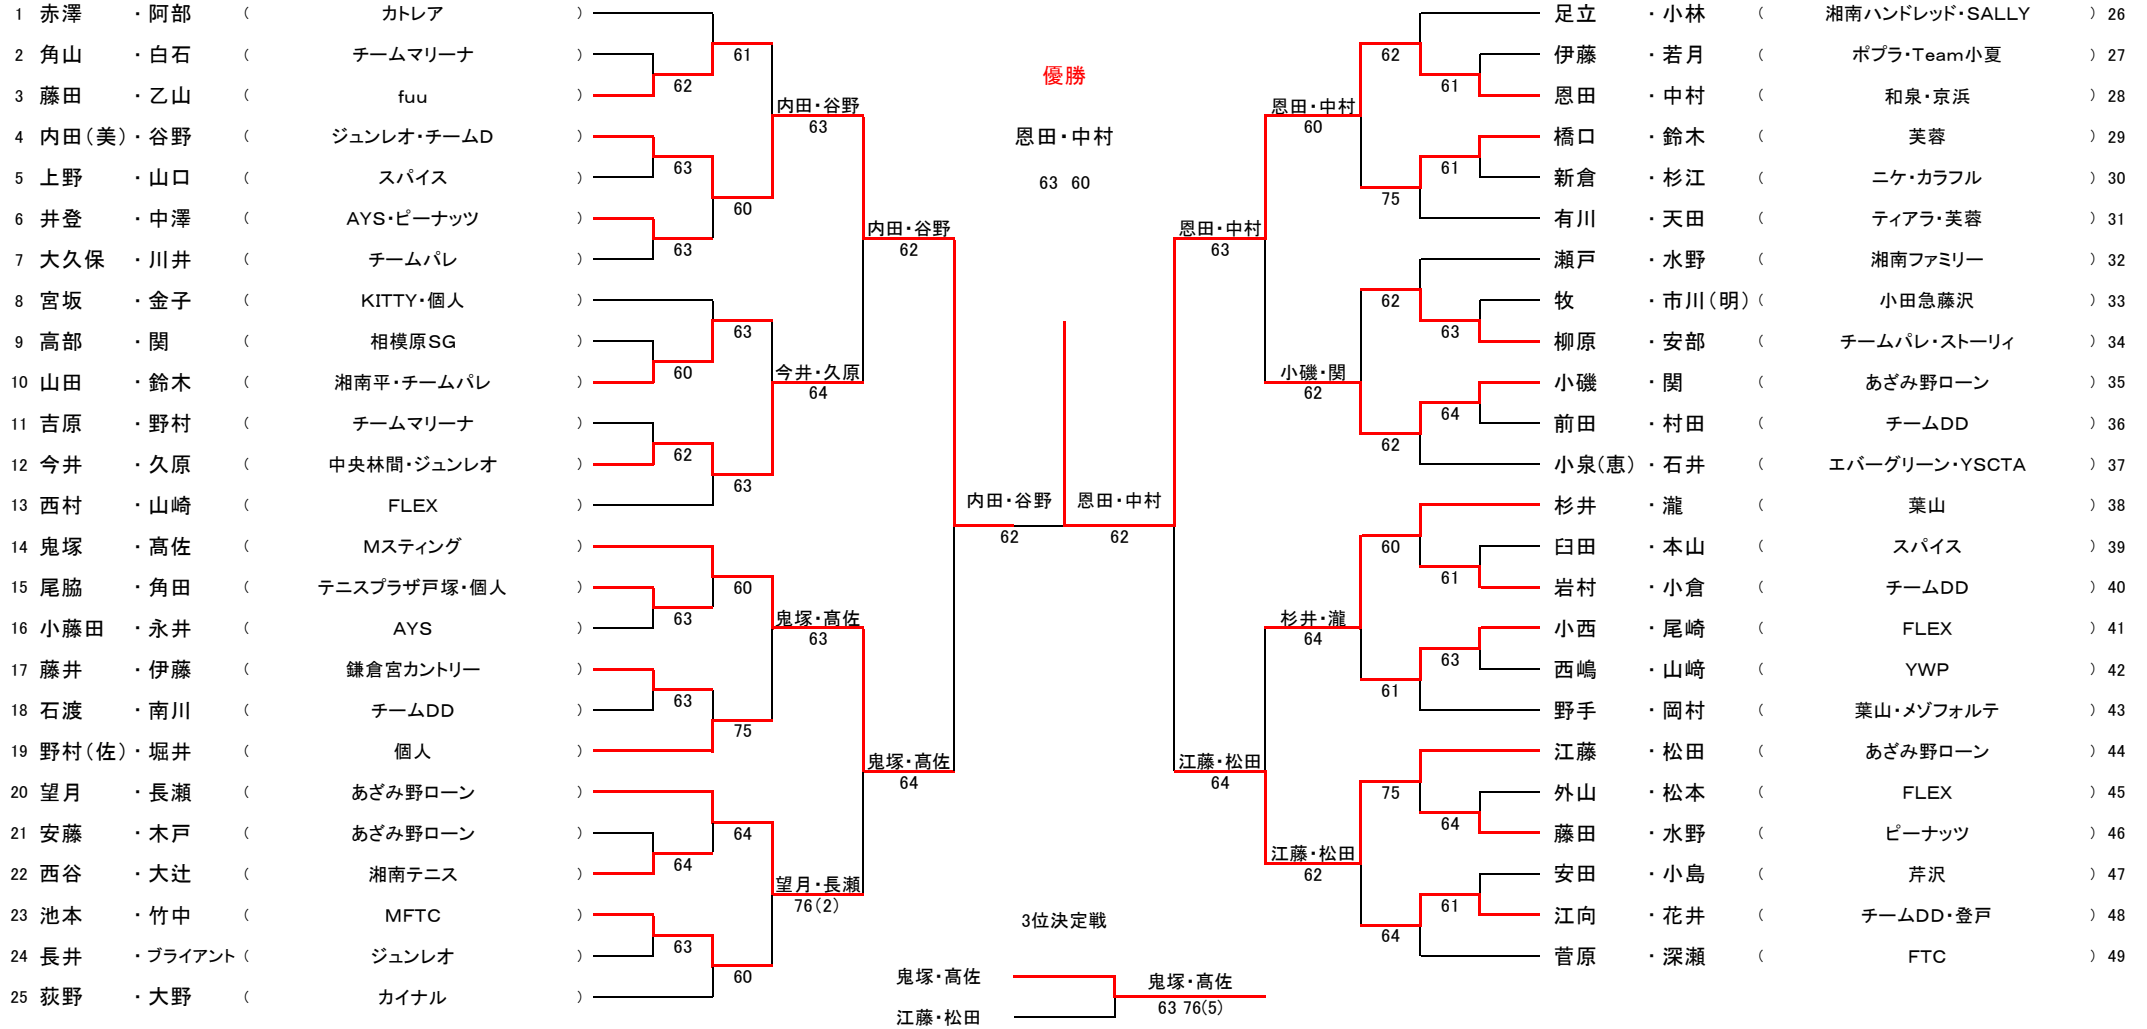 1 赤澤 ・阿部 ( カトレア )
2 角山 ・白石 ( チームマリーナ )
3 藤田 ・乙山 ( fuu )
4 内田(美)・谷野 ( ジュンレオ・チームD )
5 上野 ・山口 ( スパイス )
6 井登 ・中澤 ( AYS・ピーナッツ )
7 大久保 ・川井 ( チームパレ )
8 宮坂 ・金子 ( KITTY・個人 )
9 高部 ・関 ( 相模原SG )
10 山田 ・鈴木 ( 湘南平・チームパレ )
11 吉原 ・野村 ( チームマリーナ )
12 今井 ・久原 ( 中央林間・ジュンレオ )
13 西村 ・山崎 ( FLEX )
14 鬼塚 ・髙佐 ( Mスティング )
15 尾脇 ・角田 ( テニスプラザ戸塚・個人 )
16 小藤田 ・永井 ( AYS )
17 藤井 ・伊藤 ( 鎌倉宮カントリー )
18 石渡 ・南川 ( チームDD )
19 野村(佐)・堀井 ( 個人 )
20 望月 ・長瀬 ( あざみ野ローン )
21 安藤 ・木戸 ( あざみ野ローン )
22 西谷 ・大辻 ( 湘南テニス )
23 池本 ・竹中 ( MFTC )
24 長井 ・ブライアント ( ジュンレオ )
25 荻野 ・大野 ( カイナル )
62
63
63
60
62
63
63
64
63
61
60
63
63
60
75
64
60
内田・谷野
63
今井・久原
64
鬼塚・髙佐
63
望月・長瀬
76(2)
内田・谷野
62
鬼塚・髙佐
64
内田・谷野
62
優勝
恩田・中村
63 60
恩田・中村
62
恩田・中村
63
江藤・松田
64
恩田・中村
60
小磯・関
62
杉井・瀧
64
江藤・松田
62
62
75
62
62
60
61
75
64
61
61
63
64
61
63
64
61
足立 ・小林 ( 湘南ハンドレッド・SALLY ) 26
伊藤 ・若月 ( ポプラ・Team小夏 ) 27
恩田 ・中村 ( 和泉・京浜 ) 28
橋口 ・鈴木 ( 芙蓉 ) 29
新倉 ・杉江 ( ニケ・カラフル ) 30
有川 ・天田 ( ティアラ・芙蓉 ) 31
瀬戸 ・水野 ( 湘南ファミリー ) 32
牧 ・市川(明) ( 小田急藤沢 ) 33
柳原 ・安部 ( チームパレ・ストーリィ ) 34
小磯 ・関 ( あざみ野ローン ) 35
前田 ・村田 ( チームDD ) 36
小泉(恵) ・石井 ( エバーグリーン・YSCTA ) 37
杉井 ・瀧 ( 葉山 ) 38
臼田 ・本山 ( スパイス ) 39
岩村 ・小倉 ( チームDD ) 40
小西 ・尾崎 ( FLEX ) 41
西嶋 ・山﨑 ( YWP ) 42
野手 ・岡村 ( 葉山・メゾフォルテ ) 43
江藤 ・松田 ( あざみ野ローン ) 44
外山 ・松本 ( FLEX ) 45
藤田 ・水野 ( ピーナッツ ) 46
安田 ・小島 ( 芹沢 ) 47
江向 ・花井 ( チームDD・登戸 ) 48
菅原 ・深瀬 ( FTC ) 49
3位決定戦
鬼塚・髙佐
江藤・松田
鬼塚・髙佐
63 76(5)